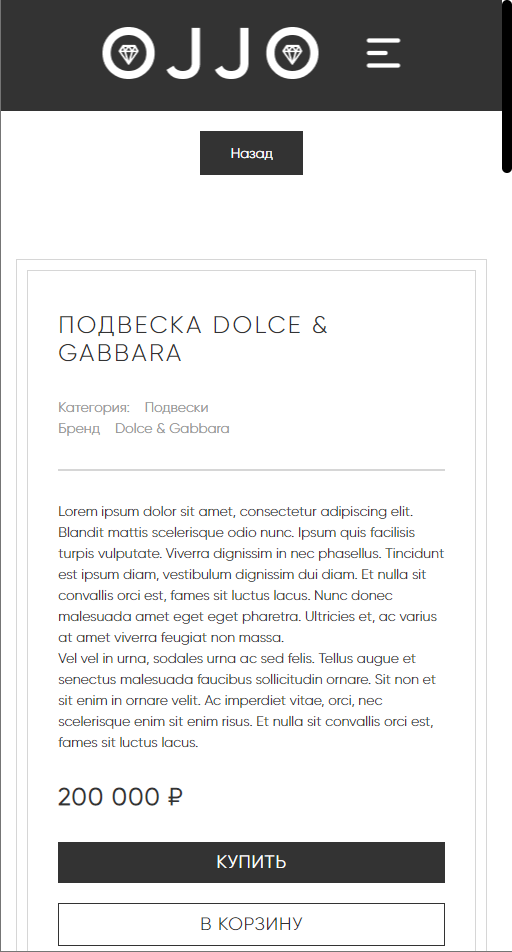 OJJO
Назад
ПОДВЕСКА DOLCE &
GABBARA
Категория: Подвески
Бренд Dolce & Gabbara
Lorem ipsum dolor sit amet, consectetur adipiscing elit.
Blandit mattis scelerisque odio nunc. Ipsum quis facilisis
turpis vulputate. Viverra dignissim in nec phasellus. Tincidunt
est ipsum diam, vestibulum dignissim dui diam. Et nulla sit
convallis orci est, fames sit luctus lacus. Nunc donec
malesuada amet eget eget pharetra. Ultricies et, ac varius
at amet viverra feugiat non massa.
Vel vel in urna, sodales urna ac sed felis. Tellus augue et
senectus malesuada faucibus sollicitudin ornare. Sit non et
sit enim in ornare velit. Ac imperdiet vitae, orci, nec
scelerisque enim sit enim risus. Et nulla sit convallis orci est,
fames sit luctus lacus.
200 000 ₽
КУПИТЬ
В КОРЗИНУ